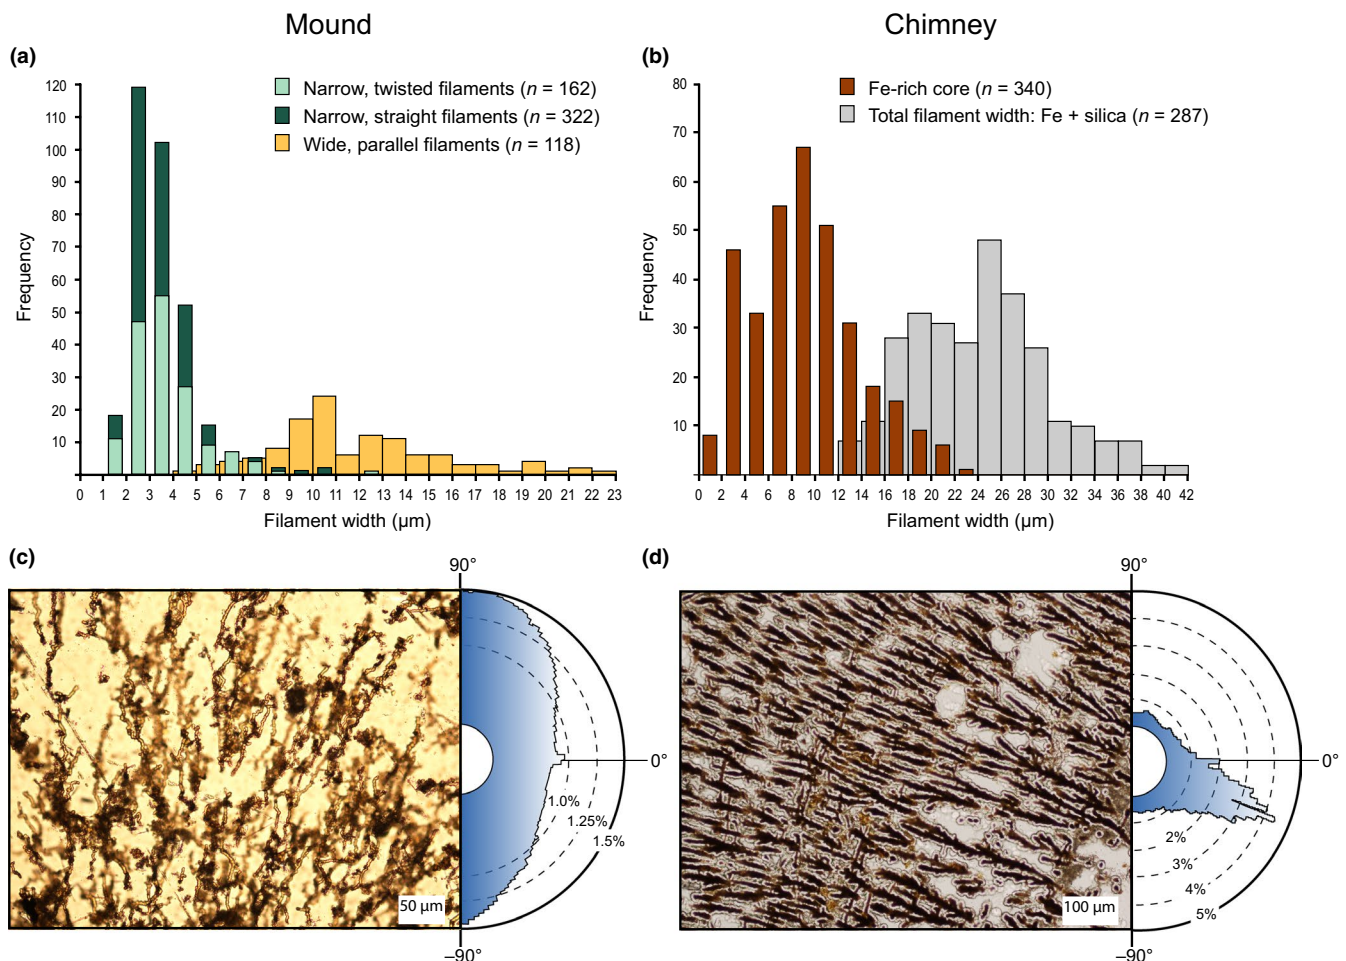 Mound
Chimney
(a)
Frequency
120
110
100
90
80
70
60
50
40
30
20
10
Narrow, twisted filaments (n = 162)
Narrow, straight filaments (n = 322)
Wide, parallel filaments (n = 118)
0 1 2 3 4 5 6 7 8 9 10 11 12 13 14 15 16 17 18 19 20 21 22 23
Filament width (µm)
(b)
Frequency
80
70
60
50
40
30
20
10
Fe-rich core (n = 340)
Total filament width: Fe + silica (n = 287)
0 2 4 6 8 10 12 14 16 18 20 22 24 26 28 30 32 34 36 38 40 42
Filament width (µm)
(c)
90°
0°
1.0%
1.25%
1.5%
50 µm
–90°
(d)
90°
0°
2%
3%
4%
5%
100 µm
–90°